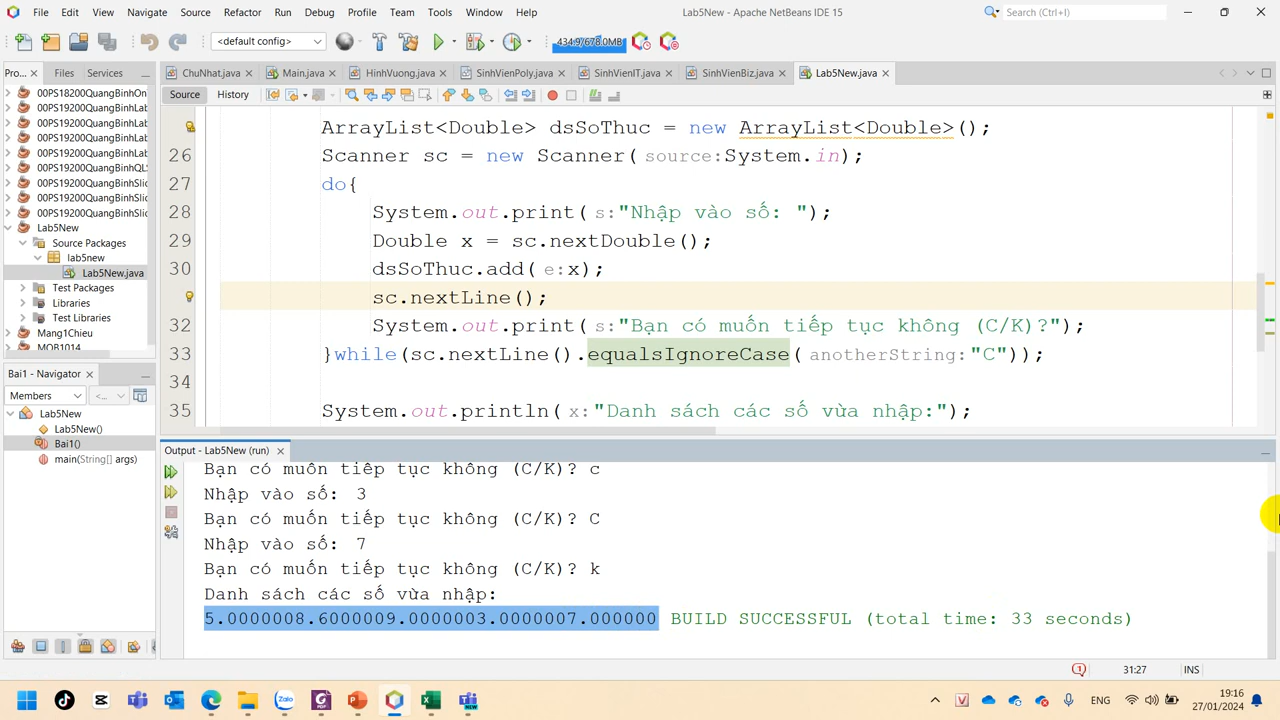 File Edit View Navigate Source Refactor Run Debug Profile Team Tools Window Help
Lab5New - Apache NetBeans IDE 15
Search (Ctrl+I)
<default config>
434.9/678.0MB
Pro... Files Services
ChuNhat.java Main.java HinhVuong.java SinhVienPoly.java SinhVienIT.java SinhVienBiz.java Lab5New.java
Source History
00PS18200QuangBinhOn
00PS19200QuangBinhLab
00PS19200QuangBinhLab
00PS19200QuangBinhLab
00PS19200QuangBinhLab
00PS19200QuangBinhQL
00PS19200QuangBinhSlic
00PS19200QuangBinhSlic
00PS19200QuangBinhSlic
Lab5New
Source Packages
lab5new
Lab5New.java
Test Packages
Libraries
Test Libraries
Mang1Chieu
MOB1014
ArrayList<Double> dsSoThuc = new ArrayList<Double>();
26 Scanner sc = new Scanner(source:System.in);
27 do{
28 System.out.print(s:"Nhập vào số: ");
29 Double x = sc.nextDouble();
30 dsSoThuc.add(e:x);
sc.nextLine();
32 System.out.print(s:"Bạn có muốn tiếp tục không (C/K)?");
33 }while(sc.nextLine().equalsIgnoreCase(anotherString:"C"));
34
35 System.out.println(x:"Danh sách các số vừa nhập:");
Bai1() - Navigator
Members <...
Lab5New
Lab5New()
Bai1()
main(String[] args)
Output - Lab5New (run)
Bạn có muốn tiếp tục không (C/K)? c
Nhập vào số: 3
Bạn có muốn tiếp tục không (C/K)? C
Nhập vào số: 7
Bạn có muốn tiếp tục không (C/K)? k
Danh sách các số vừa nhập:
5.0000008.6000009.0000003.0000007.000000 BUILD SUCCESSFUL (total time: 33 seconds)
31:27 INS
Zalo
NEW
ENG
19:16
27/01/2024